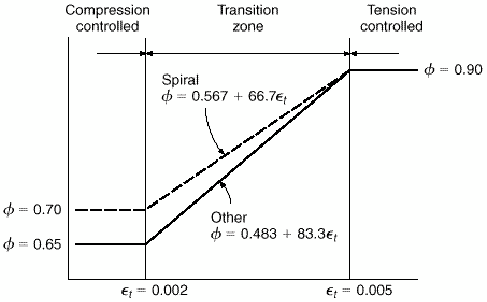 Compression
controlled
Transition
zone
Tension
controlled
ϕ = 0.90
Spiral
ϕ = 0.567 + 66.7ϵt
ϕ = 0.70
Other
ϕ = 0.483 + 83.3ϵt
ϕ = 0.65
ϵt = 0.002
ϵt = 0.005